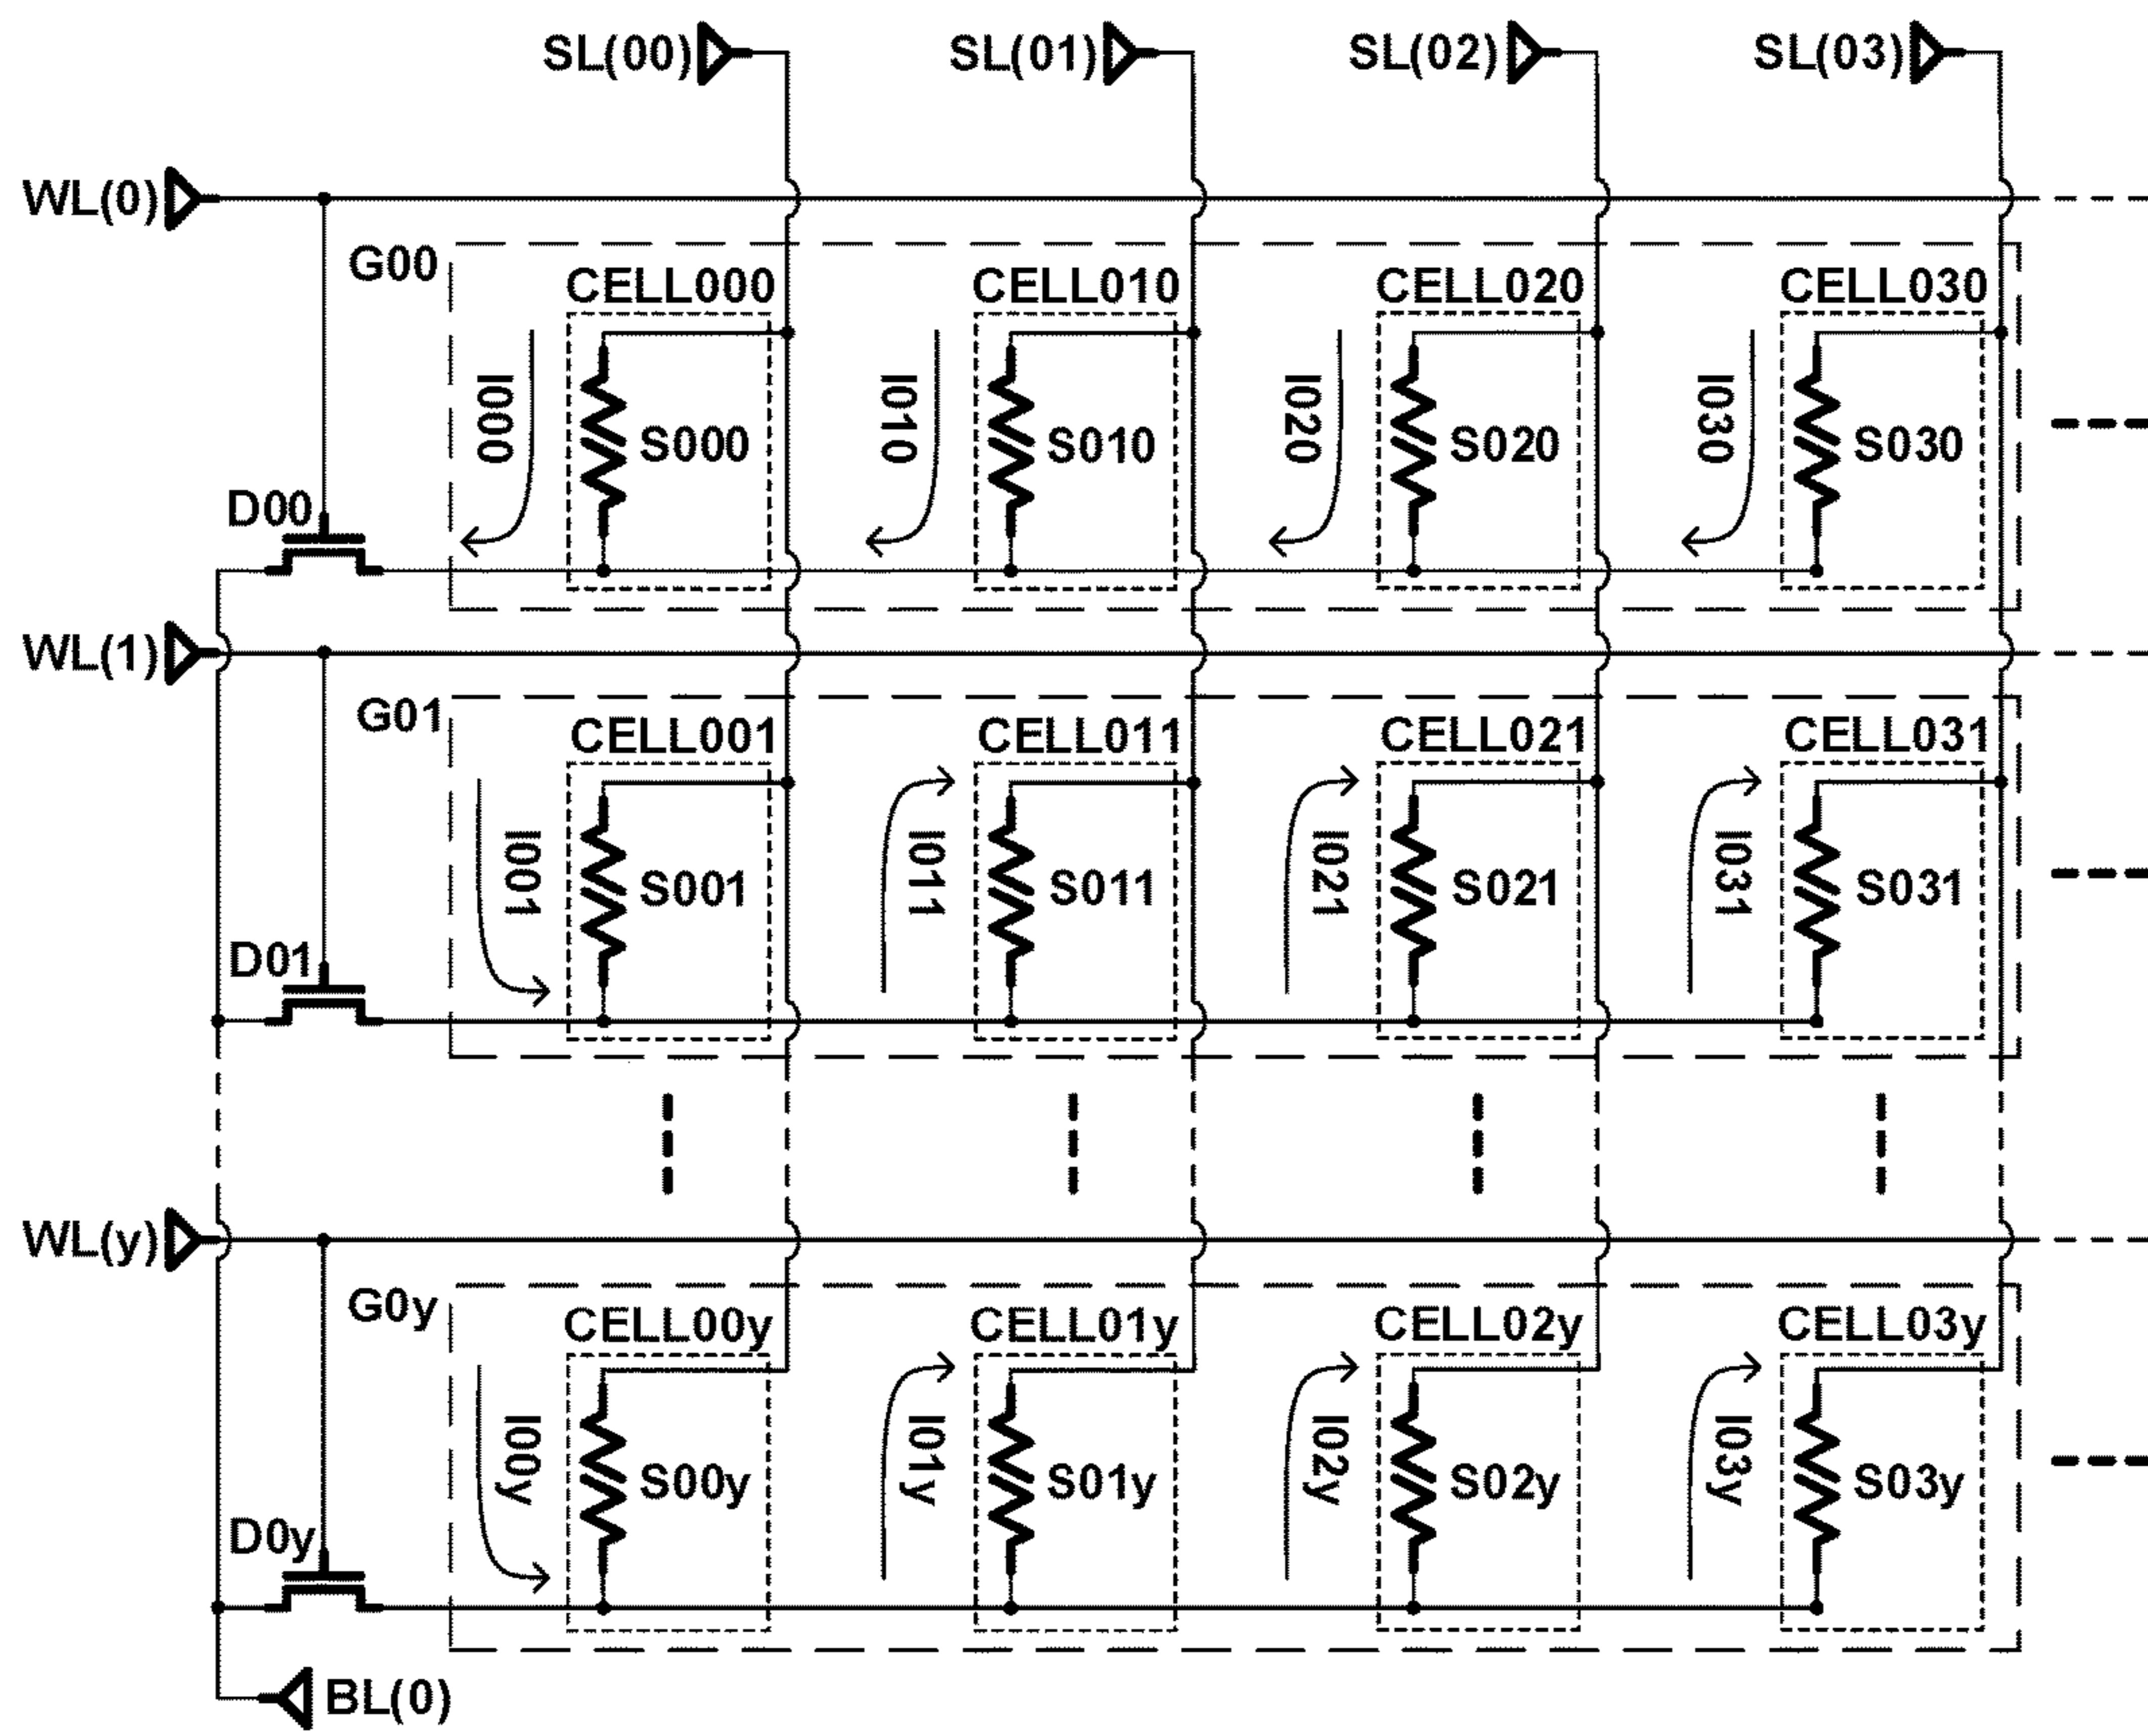 SL(00) SL(01) SL(02) SL(03)
WL(0)
G00
CELL000 CELL010 CELL020 CELL030
I000 I010 I020 I030
S000 S010 S020 S030
D00
WL(1)
G01
CELL001 CELL011 CELL021 CELL031
I001 I011 I021 I031
S001 S011 S021 S031
D01
WL(y)
G0y
CELL00y CELL01y CELL02y CELL03y
I00y I01y I02y I03y
S00y S01y S02y S03y
D0y
BL(0)